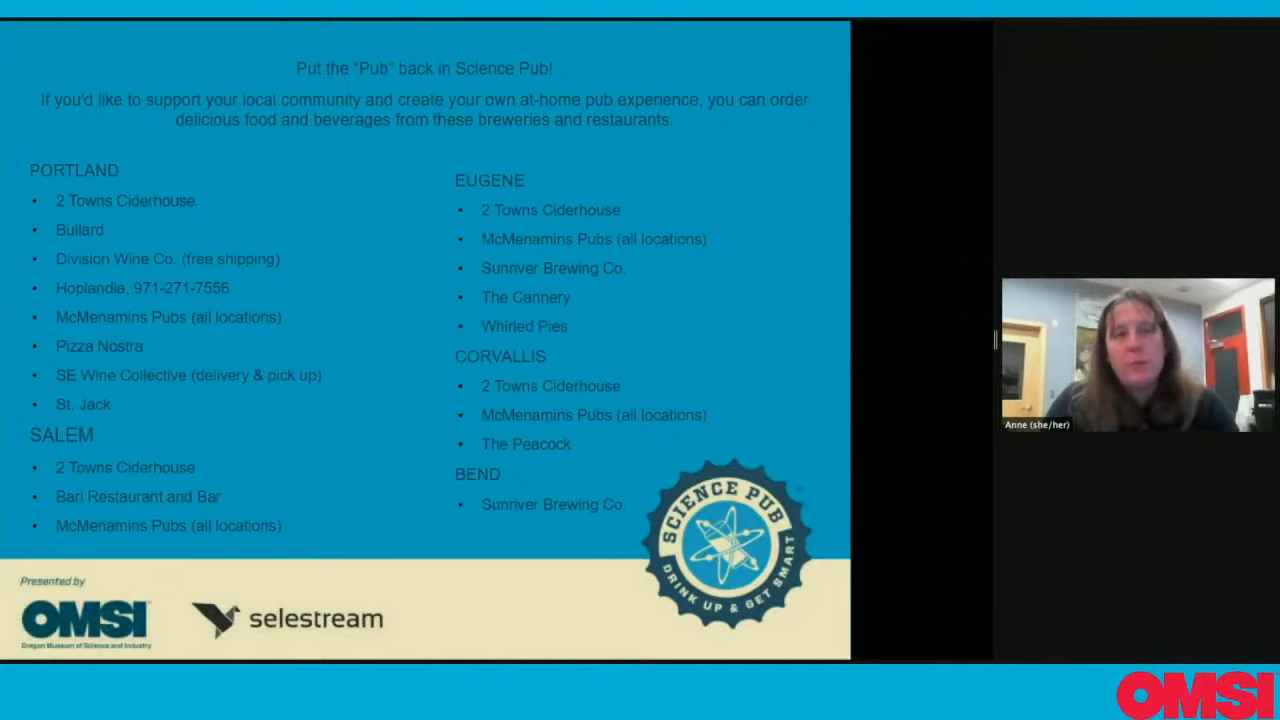 Put the "Pub" back in Science Pub!
If you'd like to support your local community and create your own at-home pub experience, you can order
delicious food and beverages from these breweries and restaurants.
PORTLAND
• 2 Towns Ciderhouse
• Bullard
• Division Wine Co. (free shipping)
• Hoplandia, 971-271-7556
• McMenamins Pubs (all locations)
• Pizza Nostra
• SE Wine Collective (delivery & pick up)
• St. Jack
SALEM
• 2 Towns Ciderhouse
• Bari Restaurant and Bar
• McMenamins Pubs (all locations)
EUGENE
• 2 Towns Ciderhouse
• McMenamins Pubs (all locations)
• Sunriver Brewing Co.
• The Cannery
• Whirled Pies
CORVALLIS
• 2 Towns Ciderhouse
• McMenamins Pubs (all locations)
• The Peacock
BEND
• Sunriver Brewing Co.
SCIENCE PUB
DRINK UP & GET SMART
Presented by
OMSI
Oregon Museum of Science and Industry
selestream
Anne (she/her)
OMSI